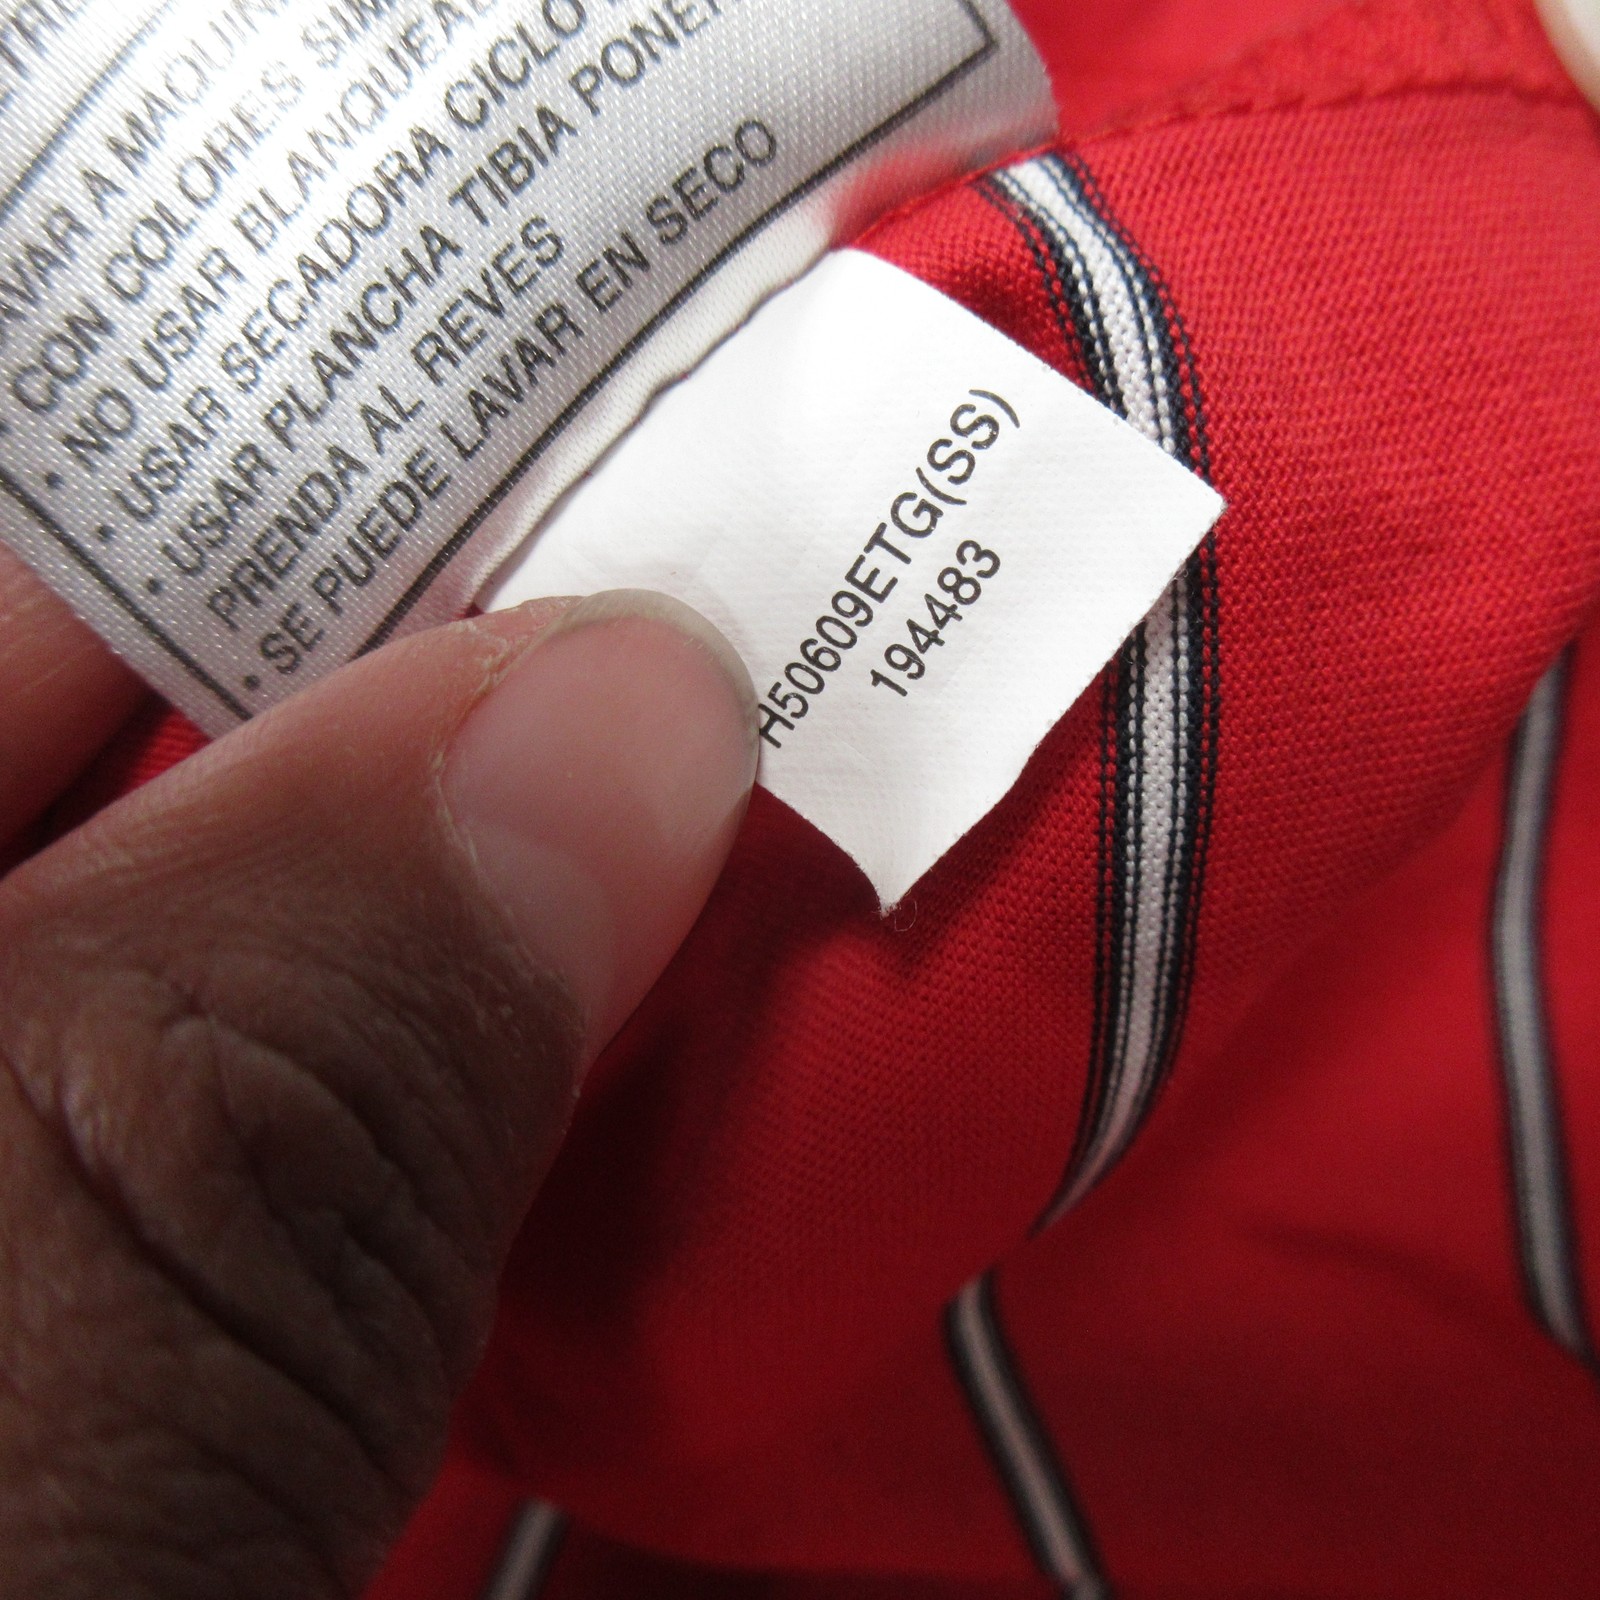 A MAQUIN
CON COLORES SIM
• NO USAR BLANQUEA
• USAR SECADORA CICLO
• USAR PLANCHA TIBIA PONER
PRENDA AL REVES
• SE PUEDE LAVAR EN SECO
H50609ETG(SS)
194483